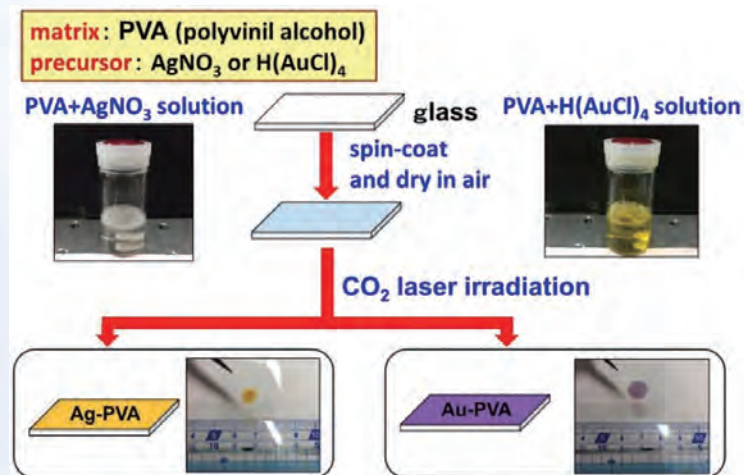 matrix : PVA (polyvinil alcohol)
precursor : AgNO₃ or H(AuCl)₄
PVA+AgNO₃ solution
glass
PVA+H(AuCl)₄ solution
spin-coat
and dry in air
CO₂ laser irradiation
Ag-PVA
Au-PVA